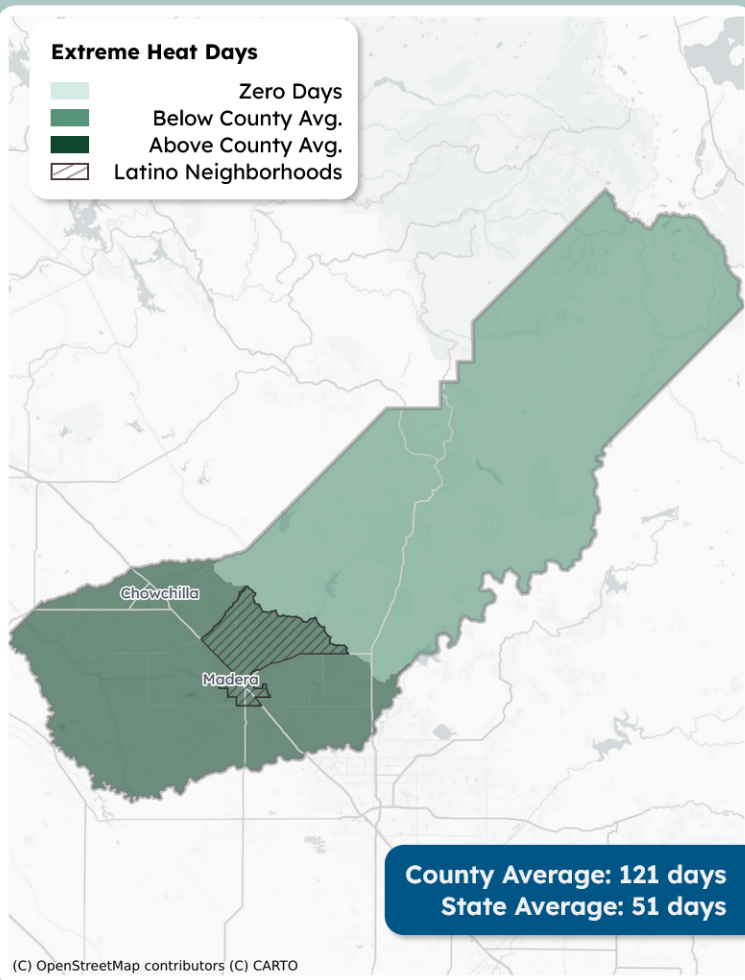 Extreme Heat Days
Zero Days
Below County Avg.
Above County Avg.
Latino Neighborhoods
Chowchilla
Madera
County Average: 121 days
State Average: 51 days
(C) OpenStreetMap contributors (C) CARTO